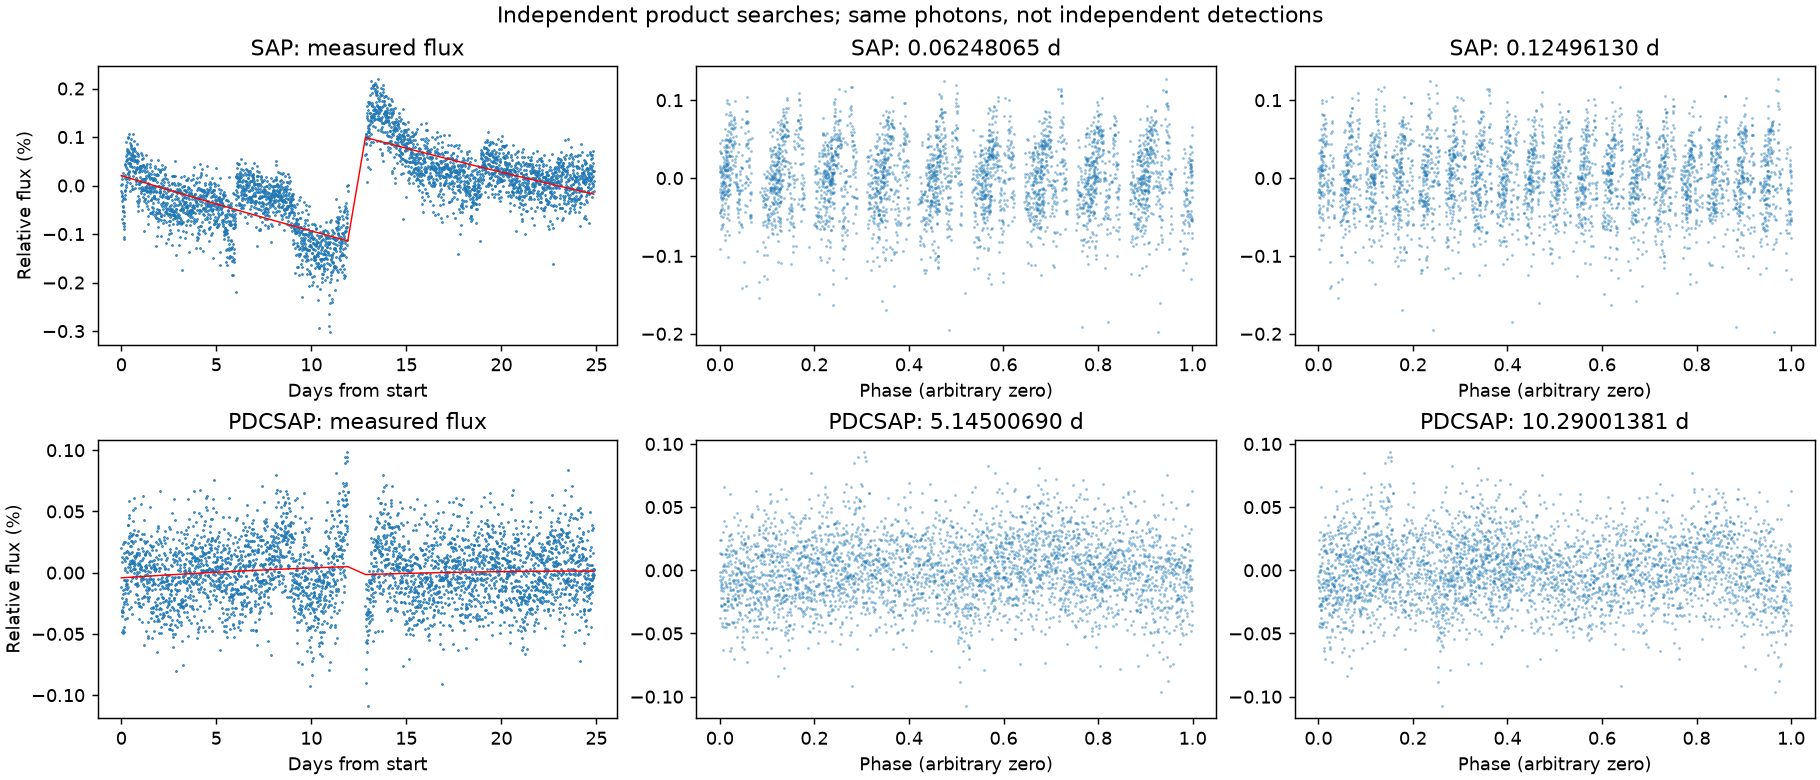 Independent product searches; same photons, not independent detections
SAP: measured flux
SAP: 0.06248065 d
SAP: 0.12496130 d
Relative flux (%)
0.2
0.1
0.0
−0.1
−0.2
−0.3
0 5 10 15 20 25
Days from start
0.1
0.0
−0.1
−0.2
0.0 0.2 0.4 0.6 0.8 1.0
Phase (arbitrary zero)
0.1
0.0
−0.1
−0.2
0.0 0.2 0.4 0.6 0.8 1.0
Phase (arbitrary zero)
PDCSAP: measured flux
PDCSAP: 5.14500690 d
PDCSAP: 10.29001381 d
Relative flux (%)
0.10
0.05
0.00
−0.05
−0.10
0 5 10 15 20 25
Days from start
0.10
0.05
0.00
−0.05
−0.10
0.0 0.2 0.4 0.6 0.8 1.0
Phase (arbitrary zero)
0.10
0.05
0.00
−0.05
−0.10
0.0 0.2 0.4 0.6 0.8 1.0
Phase (arbitrary zero)